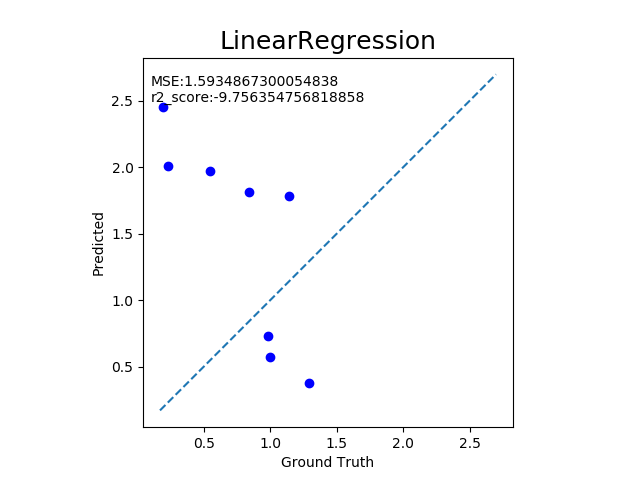 LinearRegression
MSE:1.5934867300054838
r2_score:-9.756354756818858
2.5
2.0
1.5
1.0
0.5
Predicted
0.5 1.0 1.5 2.0 2.5
Ground Truth